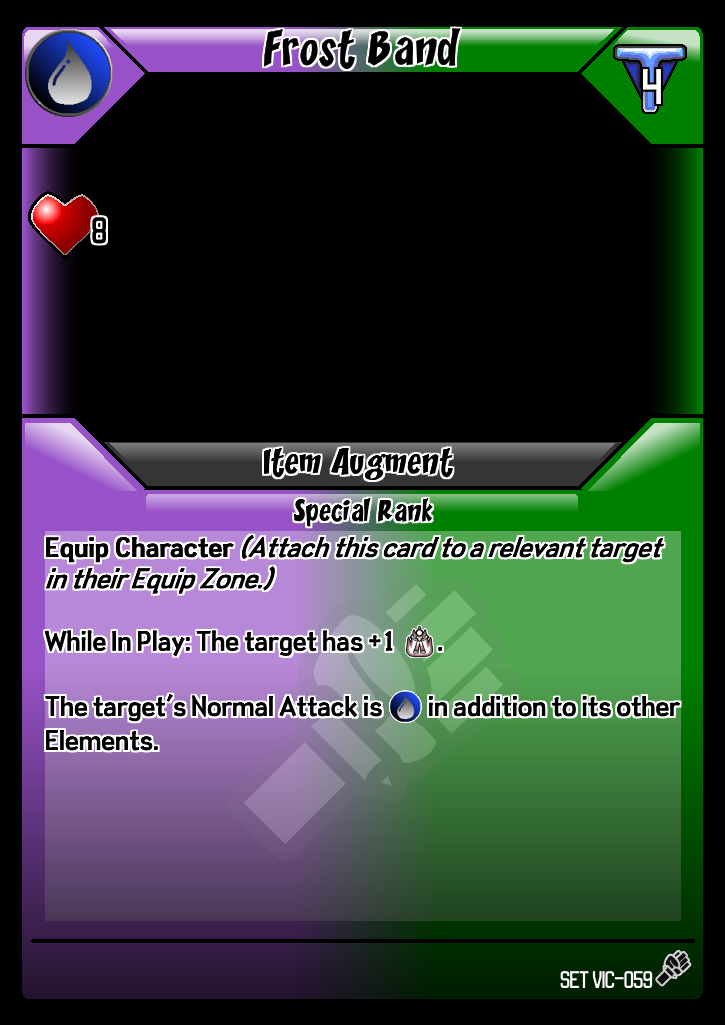 Frost Band
4
8
Item Augment
Special Rank
Equip Character (Attach this card to a relevant target
in their Equip Zone.)
While In Play: The target has +1 .
The target's Normal Attack is in addition to its other
Elements.
SET VIC-059